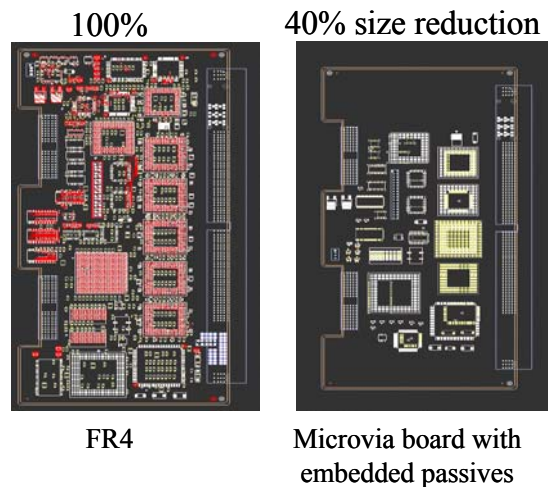 100%
40% size reduction
FR4
Microvia board with
embedded passives